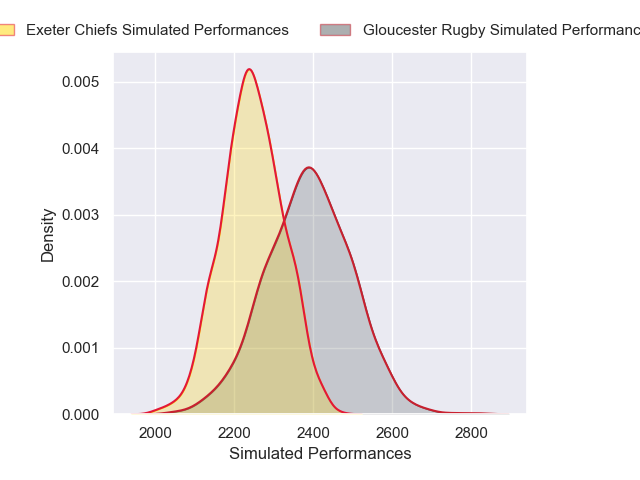 Exeter Chiefs Simulated Performances
Gloucester Rugby Simulated Performanc
0.005
0.004
0.003
0.002
0.001
0.000
Density
2000 2200 2400 2600 2800
Simulated Performances